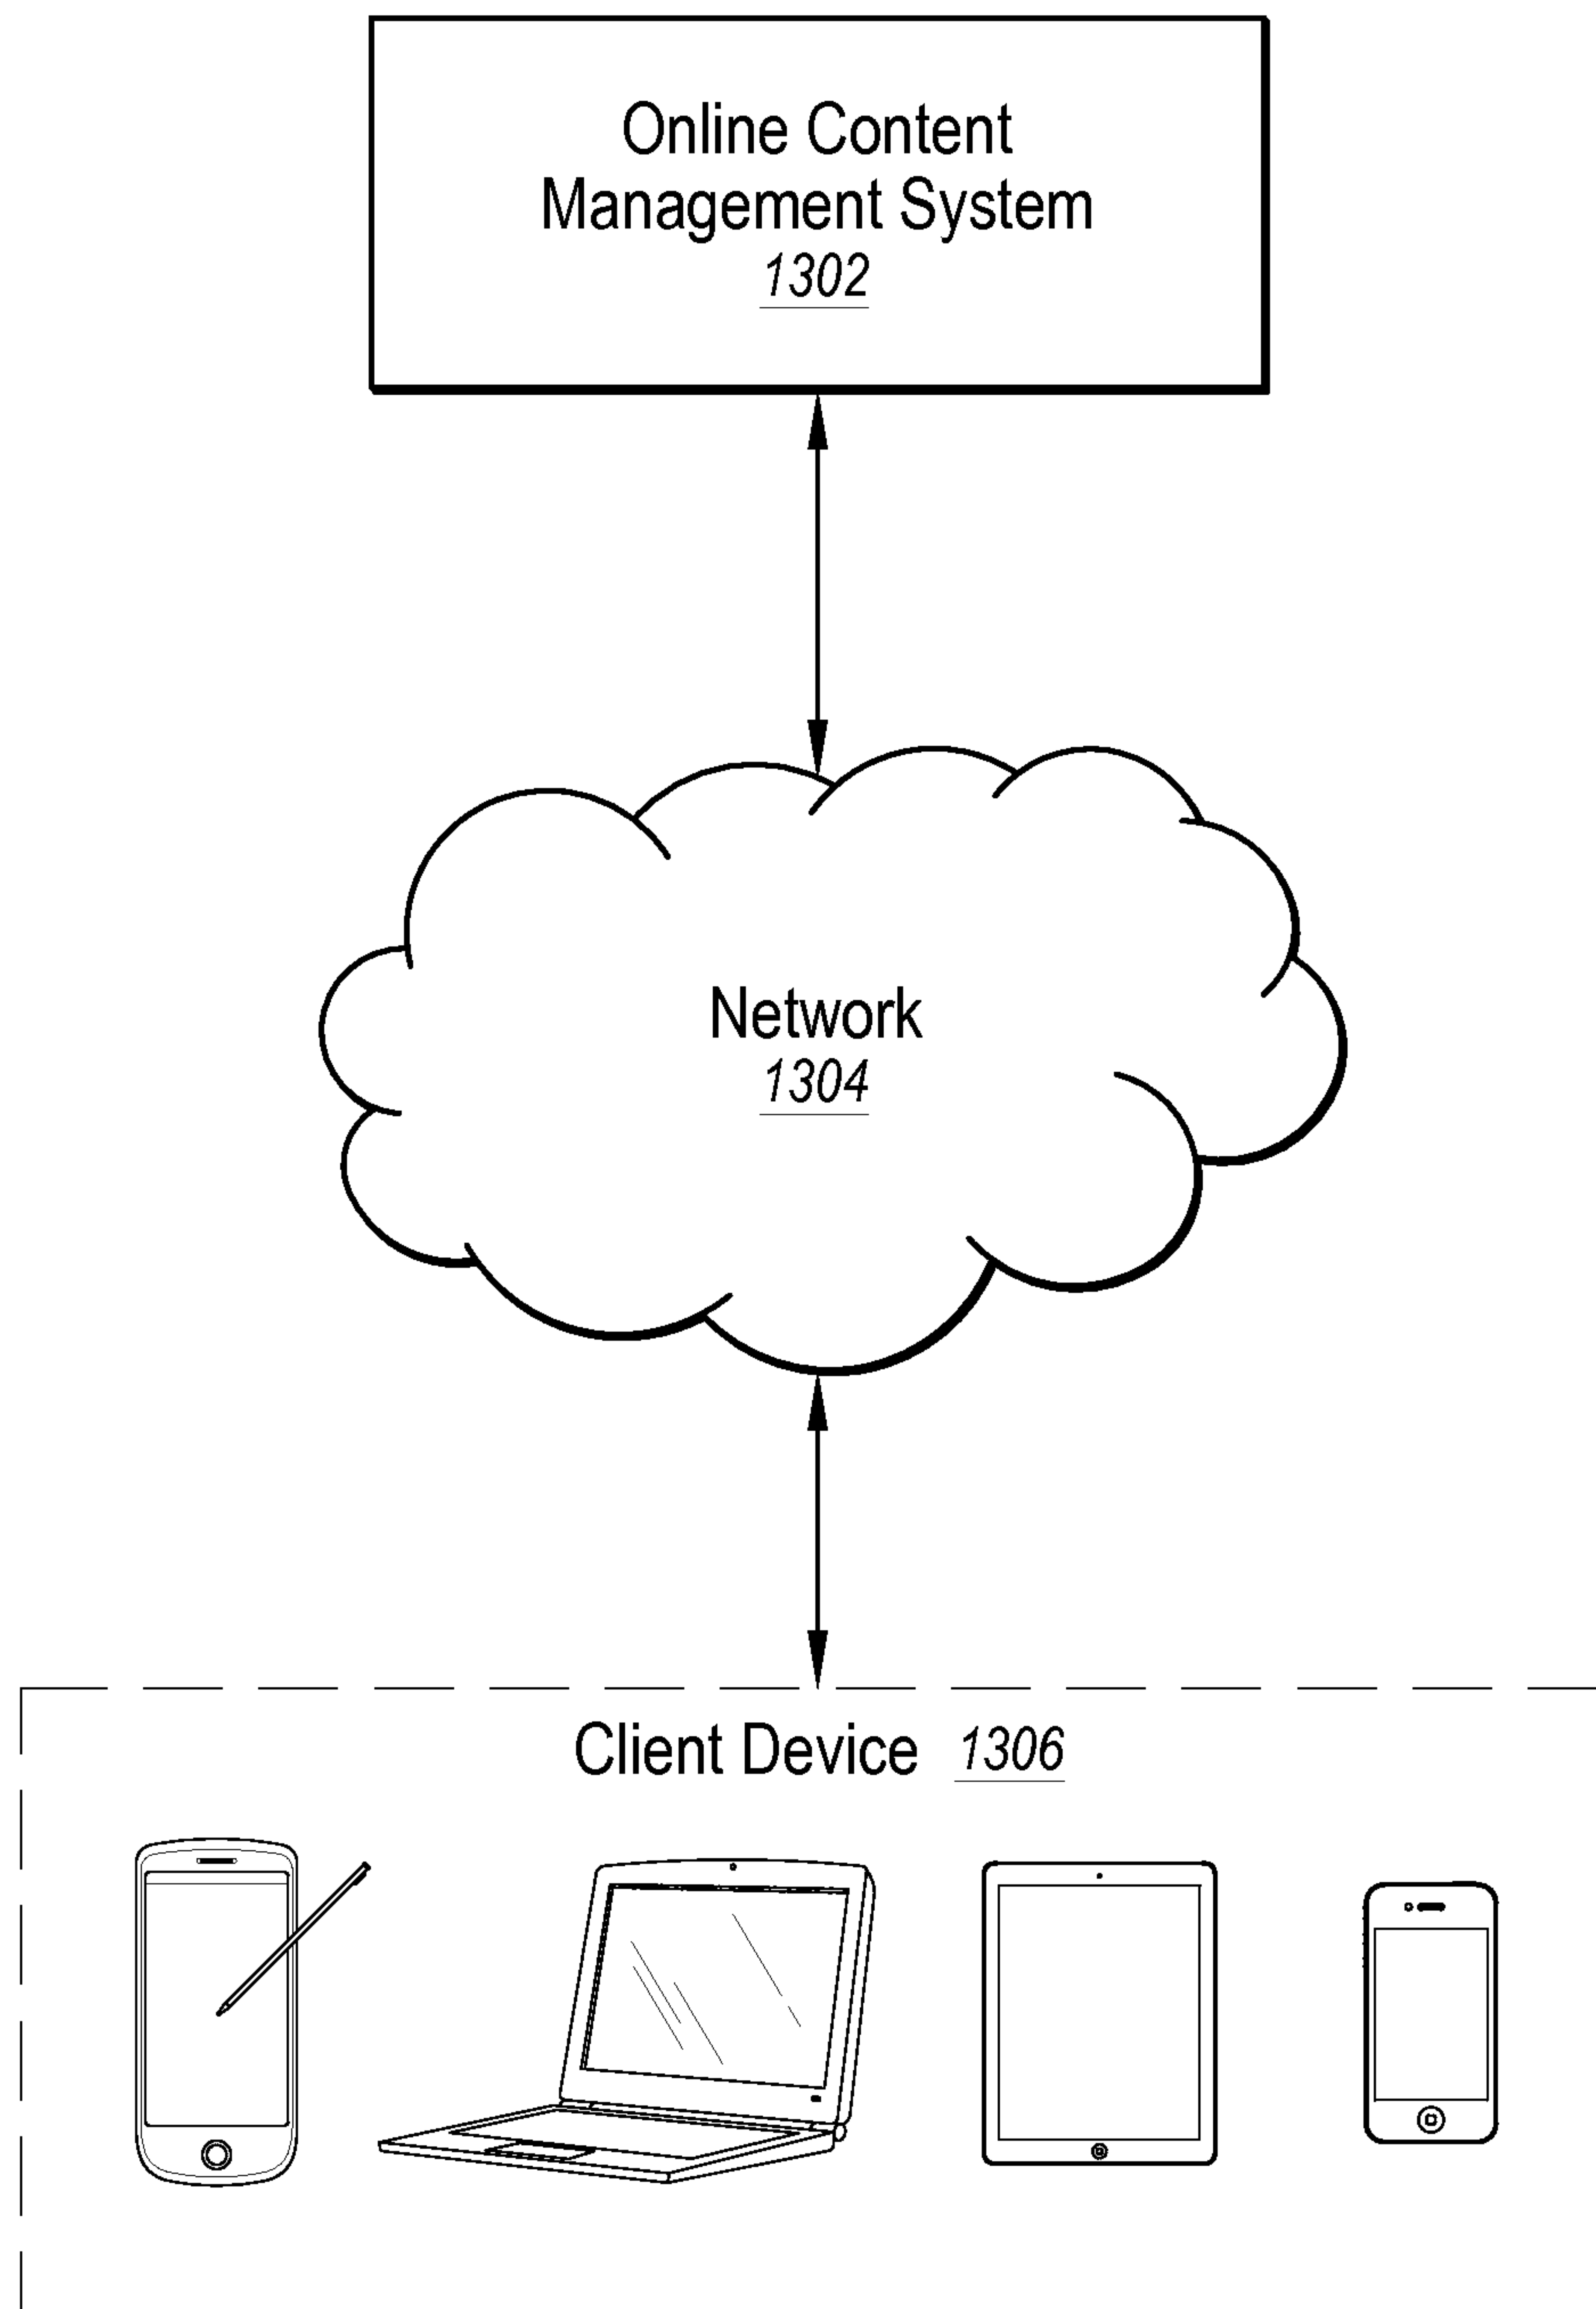 Online Content
Management System
1302
Network
1304
Client Device 1306